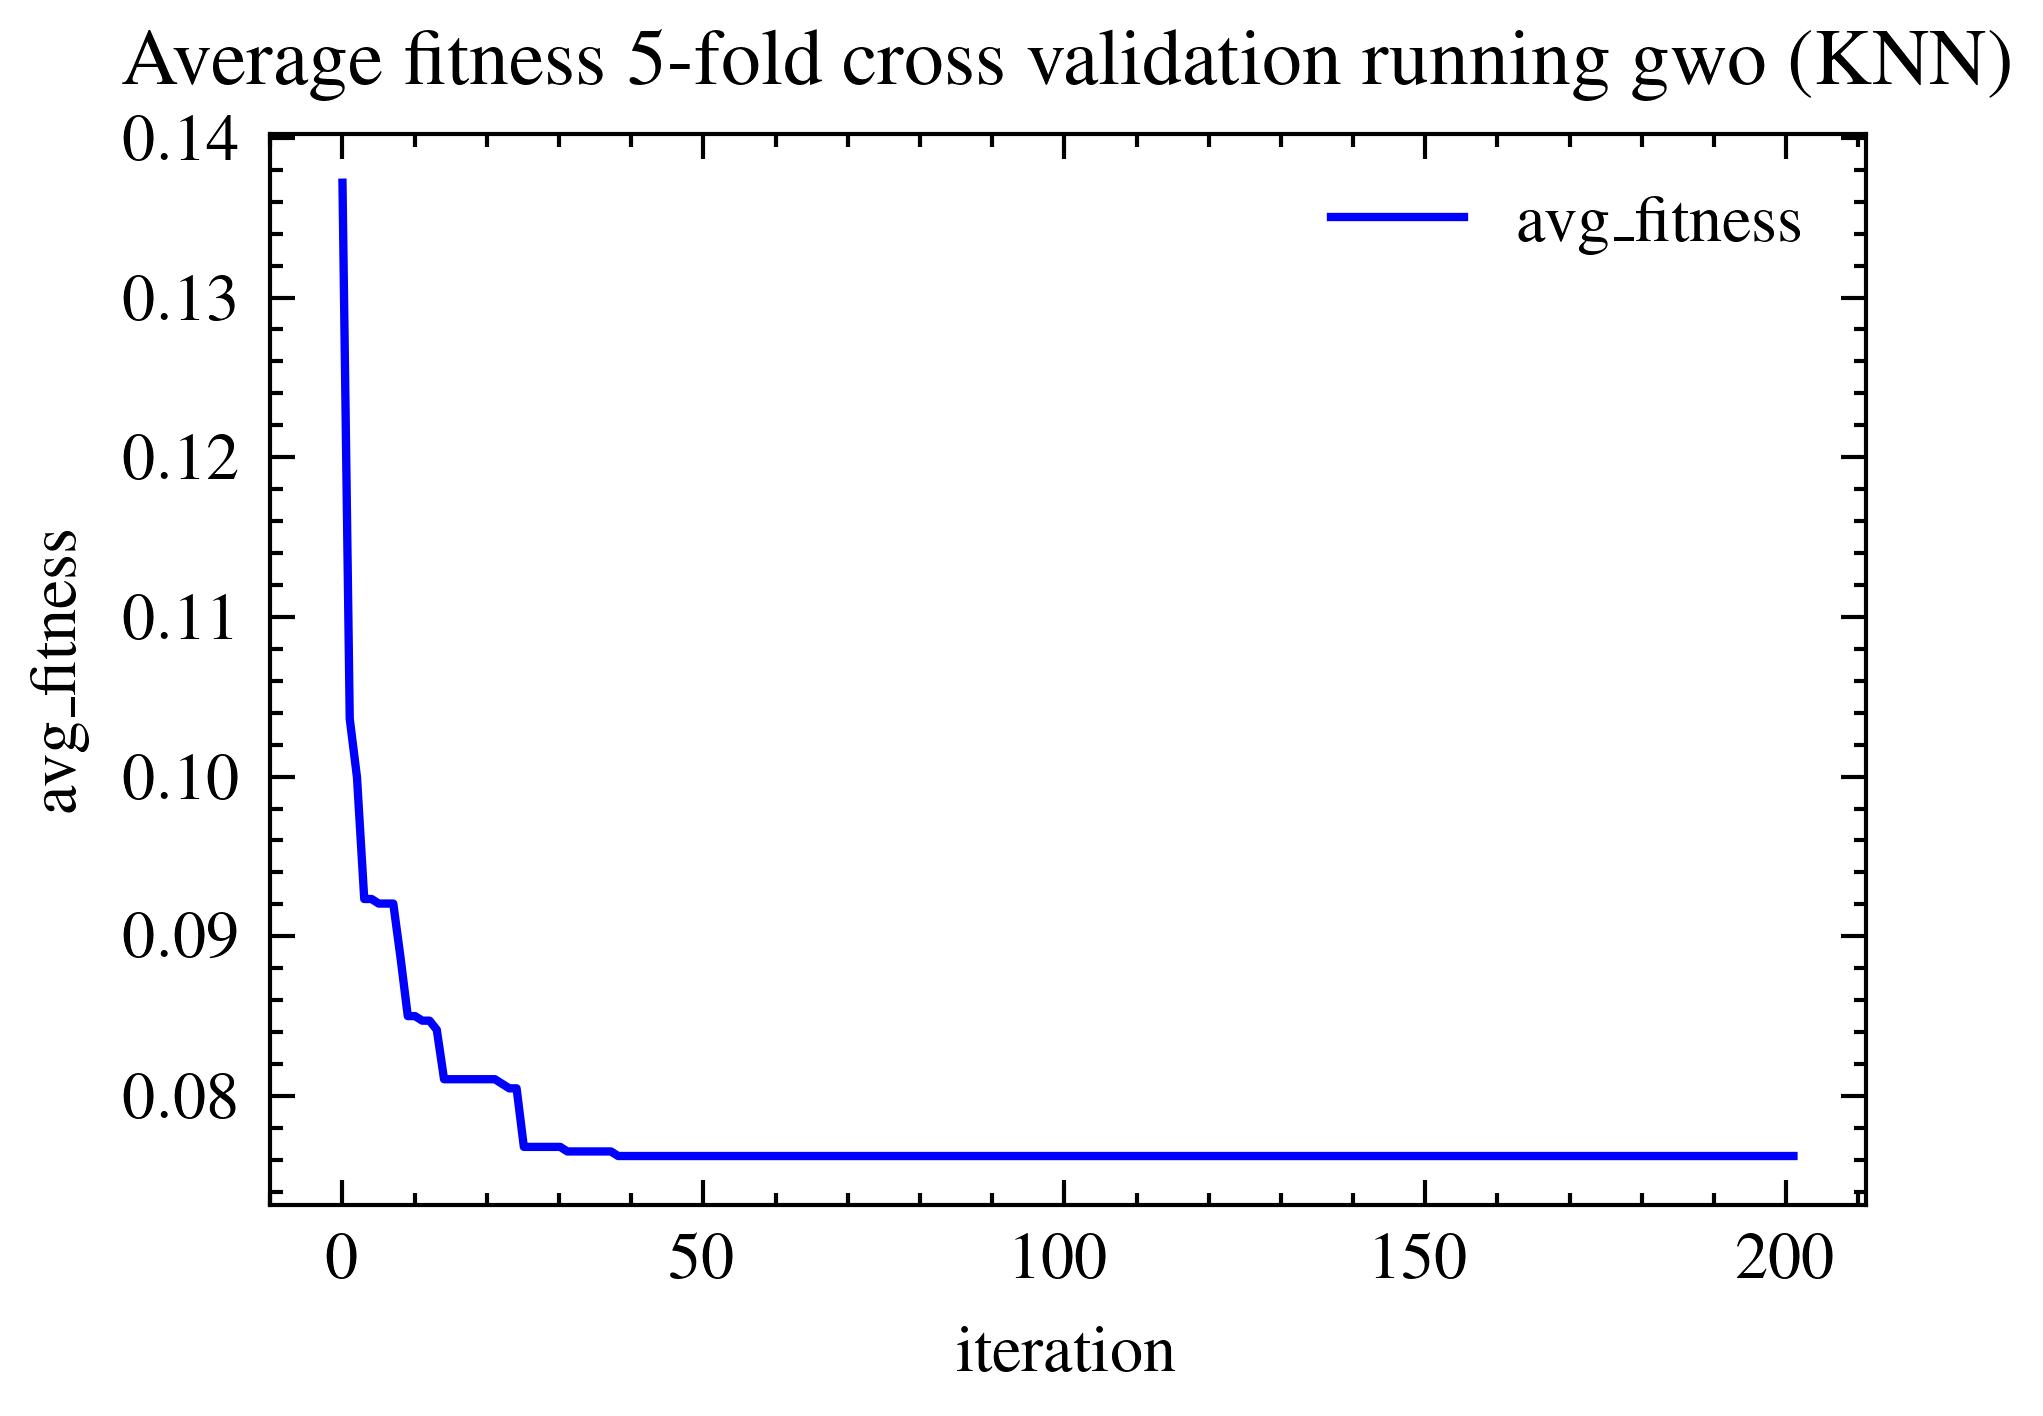 Average fitness 5-fold cross validation running gwo (KNN)
0.14
0.13
0.12
0.11
0.10
0.09
0.08
avg_fitness
avg_fitness
0 50 100 150 200
iteration